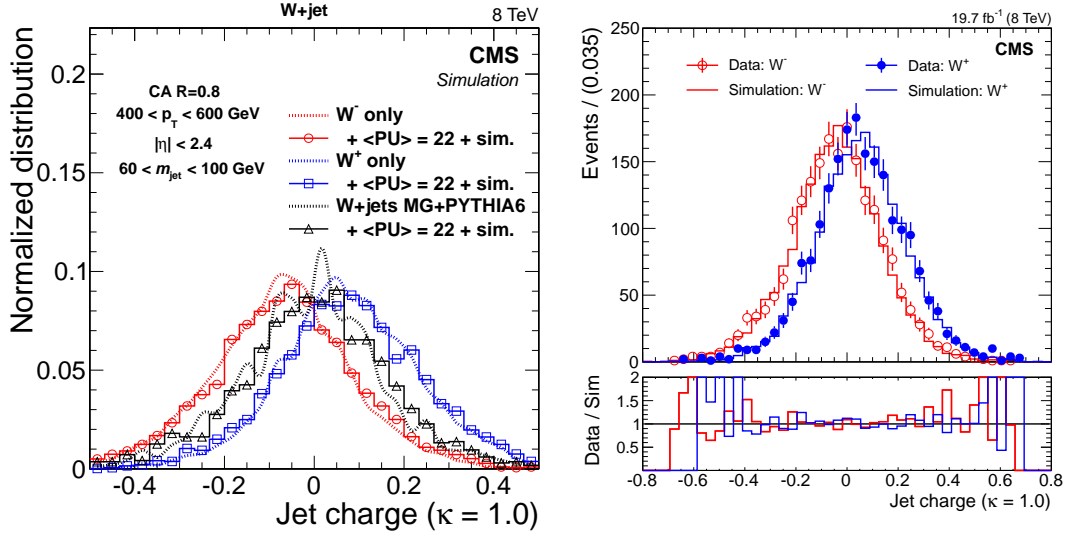 W+jet
8 TeV
CMS
Simulation
CA R=0.8
400 < p_T < 600 GeV
|η| < 2.4
60 < m_jet < 100 GeV
W⁻ only
+ <PU> = 22 + sim.
W⁺ only
+ <PU> = 22 + sim.
W+jets MG+PYTHIA6
+ <PU> = 22 + sim.
Normalized distribution
0.2
0.15
0.1
0.05
0
-0.4
-0.2
0
0.2
0.4
Jet charge (κ = 1.0)
19.7 fb⁻¹ (8 TeV)
CMS
Data: W⁻
Data: W⁺
Simulation: W⁻
Simulation: W⁺
Events / (0.035)
250
200
150
100
50
0
Data / Sim
2
1.5
1
0.5
-0.8
-0.6
-0.4
-0.2
0
0.2
0.4
0.6
0.8
Jet charge (κ = 1.0)